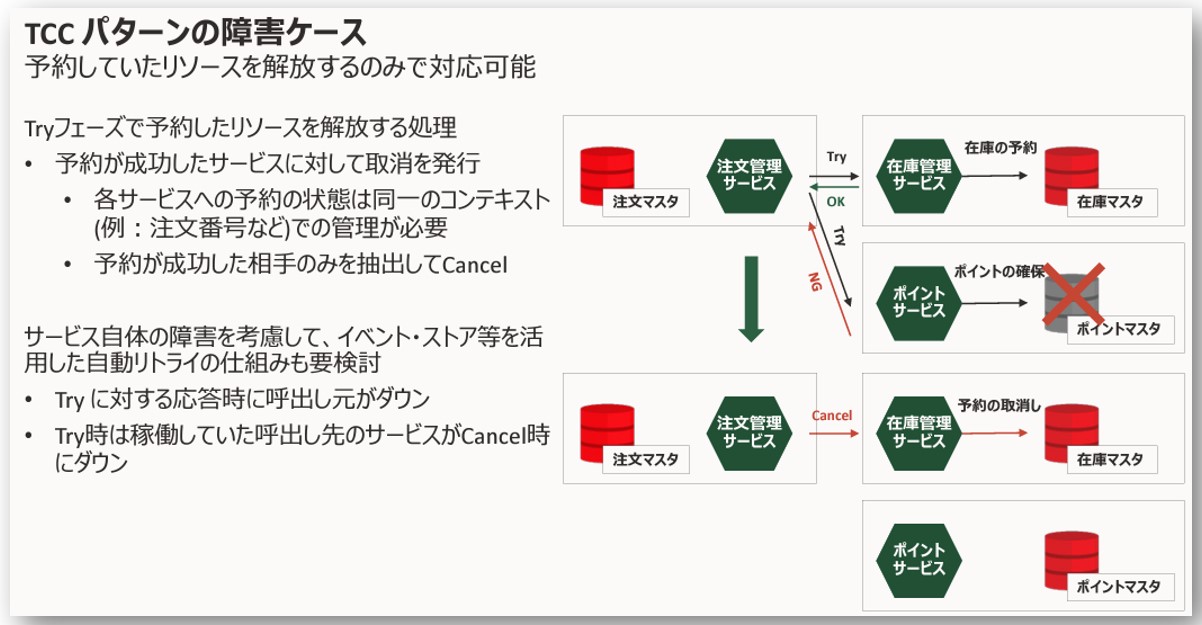 TCC パターンの障害ケース
予約していたリソースを解放するのみで対応可能
Tryフェーズで予約したリソースを解放する処理
• 予約が成功したサービスに対して取消を発行
• 各サービスへの予約の状態は同一のコンテキスト
(例：注文番号など)での管理が必要
• 予約が成功した相手のみを抽出してCancel
サービス自体の障害を考慮して、イベント・ストア等を活
用した自動リトライの仕組みも要検討
• Try に対する応答時に呼出し元がダウン
• Try時は稼働していた呼出し先のサービスがCancel時
にダウン
注文マスタ
注文管理
サービス
Try
OK
Try
NG
在庫管理
サービス
在庫の予約
在庫マスタ
ポイント
サービス
ポイントの確保
ポイントマスタ
注文マスタ
注文管理
サービス
Cancel
在庫管理
サービス
予約の取消し
在庫マスタ
ポイント
サービス
ポイントマスタ